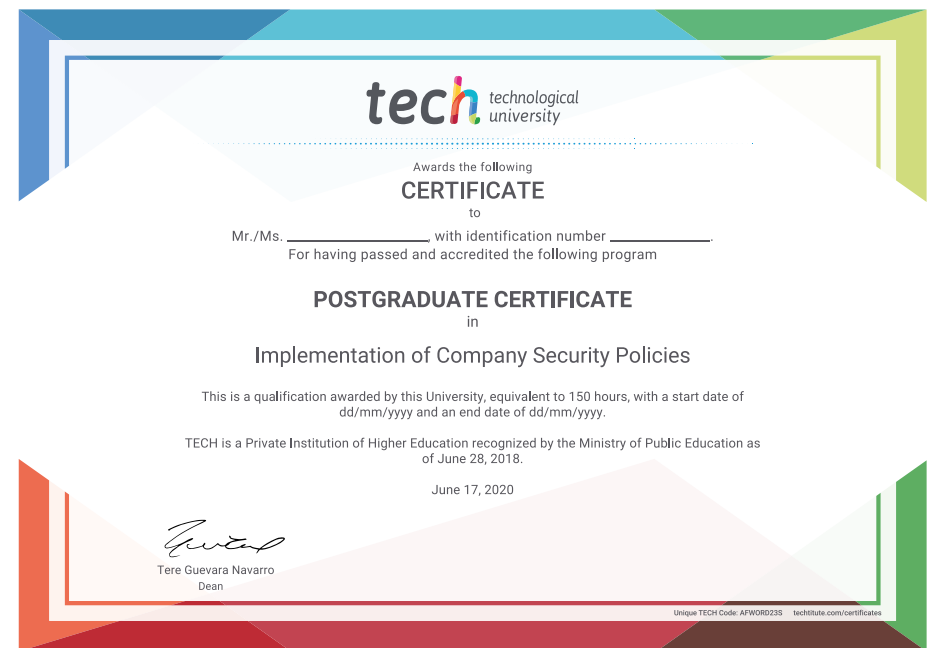 tech technological
university
Awards the following
CERTIFICATE
to
Mr./Ms. ____________, with identification number ____________.
For having passed and accredited the following program
POSTGRADUATE CERTIFICATE
in
Implementation of Company Security Policies
This is a qualification awarded by this University, equivalent to 150 hours, with a start date of
dd/mm/yyyy and an end date of dd/mm/yyyy.
TECH is a Private Institution of Higher Education recognized by the Ministry of Public Education as
of June 28, 2018.
June 17, 2020
Tere Guevara Navarro
Dean
Unique TECH Code: AFWORD23S techtitute.com/certificates